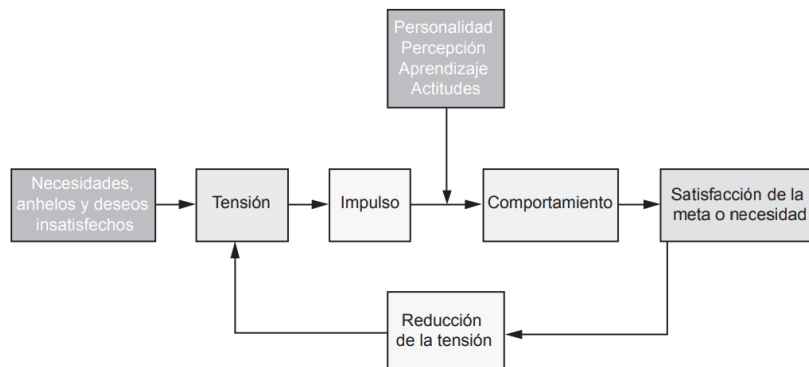 Personalidad
Percepción
Aprendizaje
Actitudes
Necesidades,
anhelos y deseos
insatisfechos
Tensión
Impulso
Comportamiento
Satisfacción de la
meta o necesidad
Reducción
de la tensión